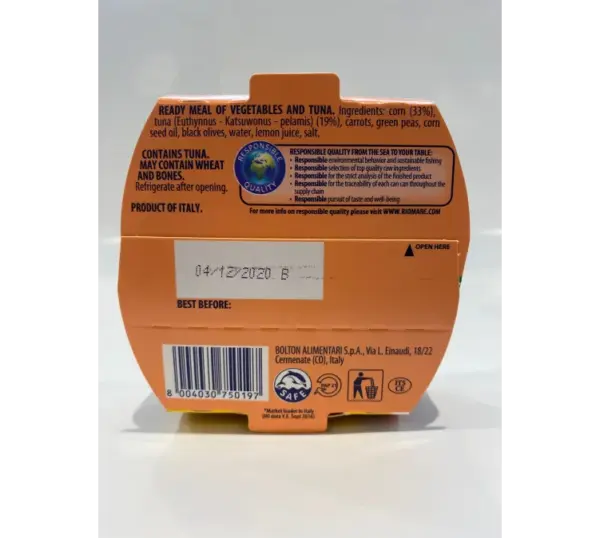 READY MEAL OF VEGETABLES AND TUNA. Ingredients: corn (33%),
tuna (Euthynnus - Katsuwonus - pelamis) (19%), carrots, green peas, corn
seed oil, black olives, water, lemon juice, salt.
CONTAINS TUNA.
MAY CONTAIN WHEAT
AND BONES.
Refrigerate after opening.
PRODUCT OF ITALY.
RESPONSIBLE
QUALITY
RESPONSIBLE QUALITY FROM THE SEA TO YOUR TABLE:
• Responsible environmental behavior and sustainable fishing
• Responsible selection of top quality raw ingredients
• Responsible for the strict analysis of the finished product
• Responsible for the traceability of each can throughout the
supply chain
• Responsible pursuit of taste and well-being
For more info on responsible quality please visit WWW.RIOMARE.COM
OPEN HERE
04/12/2020 B
BEST BEFORE:
BOLTON ALIMENTARI S.p.A., Via L. Einaudi, 18/22
Cermenate (CO), Italy
8 004030 750197
SAFE
*Market leader in Italy